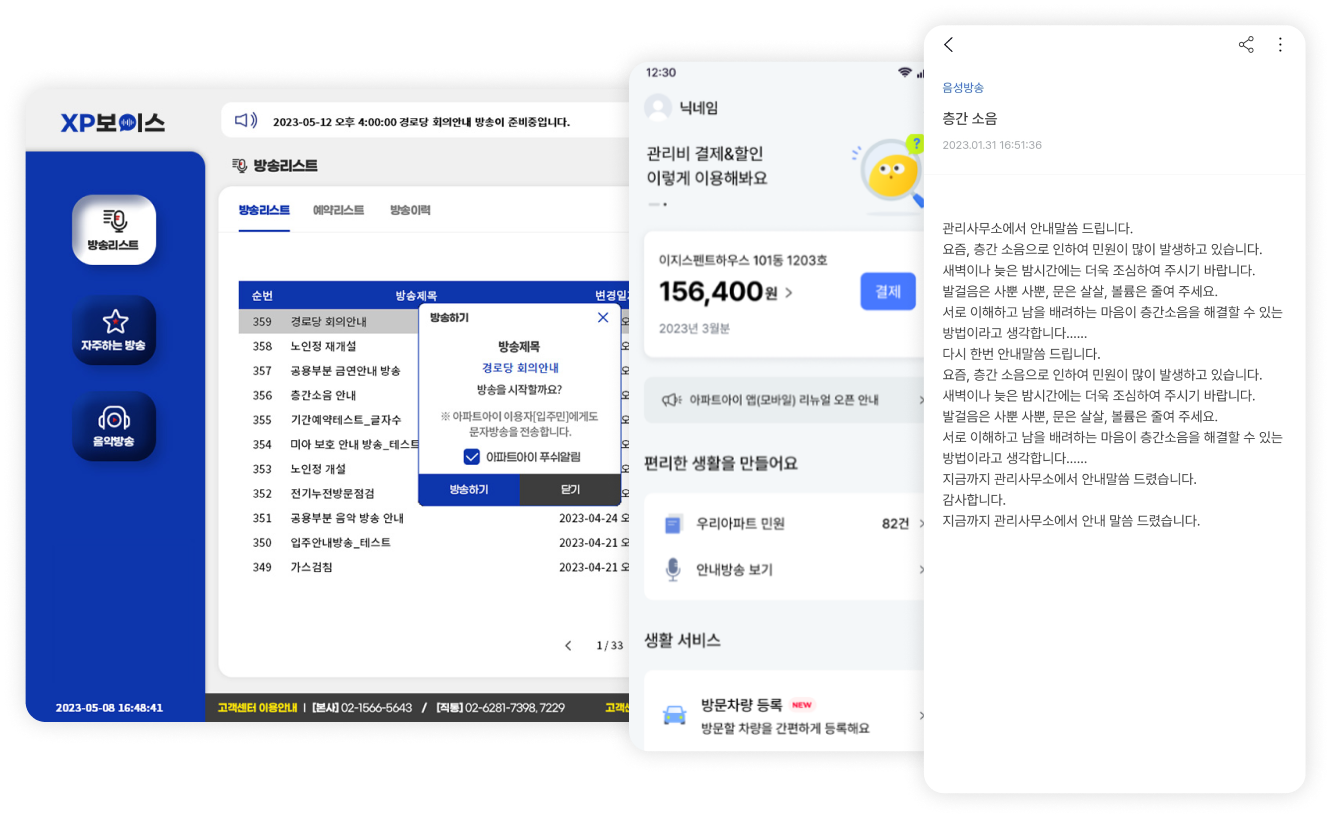 XP보이스
2023-05-12 오후 4:00:00 경로당 회의안내 방송이 준비중입니다.
방송리스트
자주하는 방송
음악방송
2023-05-08 16:48:41
방송리스트
방송리스트 예약리스트 방송이력
순번 방송제목 변경일
359 경로당 회의안내
358 노인정 재개설
357 공용부분 금연안내 방송
356 층간소음 안내
355 기간예약테스트_글자수
354 미아 보호 안내 방송_테스트
353 노인정 개설
352 전기누전방문점검
351 공용부분 음악 방송 안내 2023-04-24 오
350 입주안내방송_테스트 2023-04-21 오
349 가스검침 2023-04-21 오
1 / 33
방송하기
방송제목
경로당 회의안내
방송을 시작할까요?
※ 아파트아이 이용자(입주민)에게도
문자방송을 전송합니다.
아파트아이 푸쉬알림
방송하기 닫기
고객센터 이용안내 | [본사] 02-1566-5643 / [직통] 02-6281-7398, 7229 고객
12:30
닉네임
관리비 결제&할인
이렇게 이용해봐요
?
이지스펜트하우스 101동 1203호
156,400원 >
결제
2023년 3월분
아파트아이 앱(모바일) 리뉴얼 오픈 안내
편리한 생활을 만들어요
우리아파트 민원 82건
안내방송 보기
생활 서비스
방문차량 등록 NEW
방문할 차량을 간편하게 등록해요
음성방송
층간 소음
2023.01.31 16:51:36
관리사무소에서 안내말씀 드립니다.
요즘, 층간 소음으로 인하여 민원이 많이 발생하고 있습니다.
새벽이나 늦은 밤시간에는 더욱 조심하여 주시기 바랍니다.
발걸음은 사뿐 사뿐, 문은 살살, 볼륨은 줄여 주세요.
서로 이해하고 남을 배려하는 마음이 층간소음을 해결할 수 있는
방법이라고 생각합니다......
다시 한번 안내말씀 드립니다.
요즘, 층간 소음으로 인하여 민원이 많이 발생하고 있습니다.
새벽이나 늦은 밤시간에는 더욱 조심하여 주시기 바랍니다.
발걸음은 사뿐 사뿐, 문은 살살, 볼륨은 줄여 주세요.
서로 이해하고 남을 배려하는 마음이 층간소음을 해결할 수 있는
방법이라고 생각합니다......
지금까지 관리사무소에서 안내말씀 드렸습니다.
감사합니다.
지금까지 관리사무소에서 안내 말씀 드렸습니다.